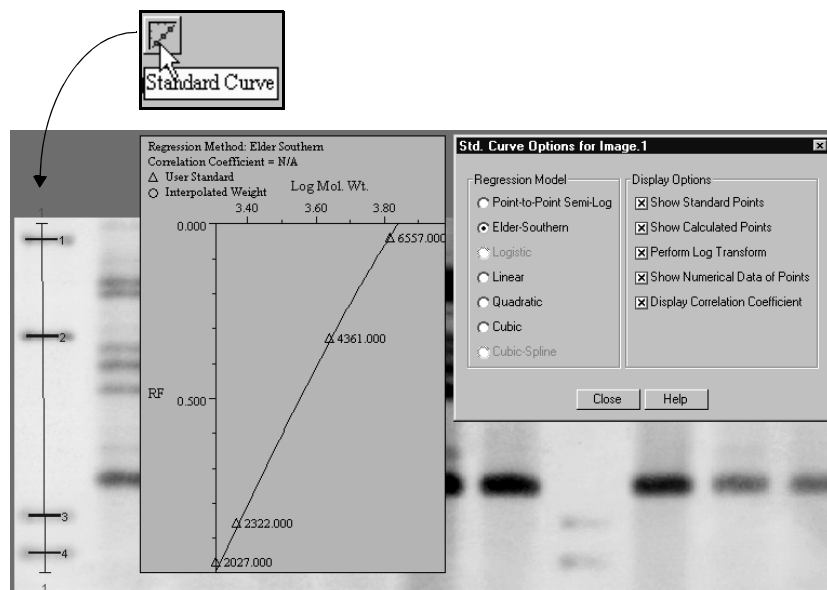 Standard Curve
Regression Method: Elder Southern
Correlation Coefficient = N/A
△ User Standard
○ Interpolated Weight
Log Mol. Wt.
3.40 3.60 3.80
0.000
6557.000
4361.000
RF 0.500
2322.000
2027.000
Std. Curve Options for Image.1
Regression Model
Point-to-Point Semi-Log
Elder-Southern
Logistic
Linear
Quadratic
Cubic
Cubic-Spline
Display Options
Show Standard Points
Show Calculated Points
Perform Log Transform
Show Numerical Data of Points
Display Correlation Coefficient
Close Help
1
1
2
3
4
1